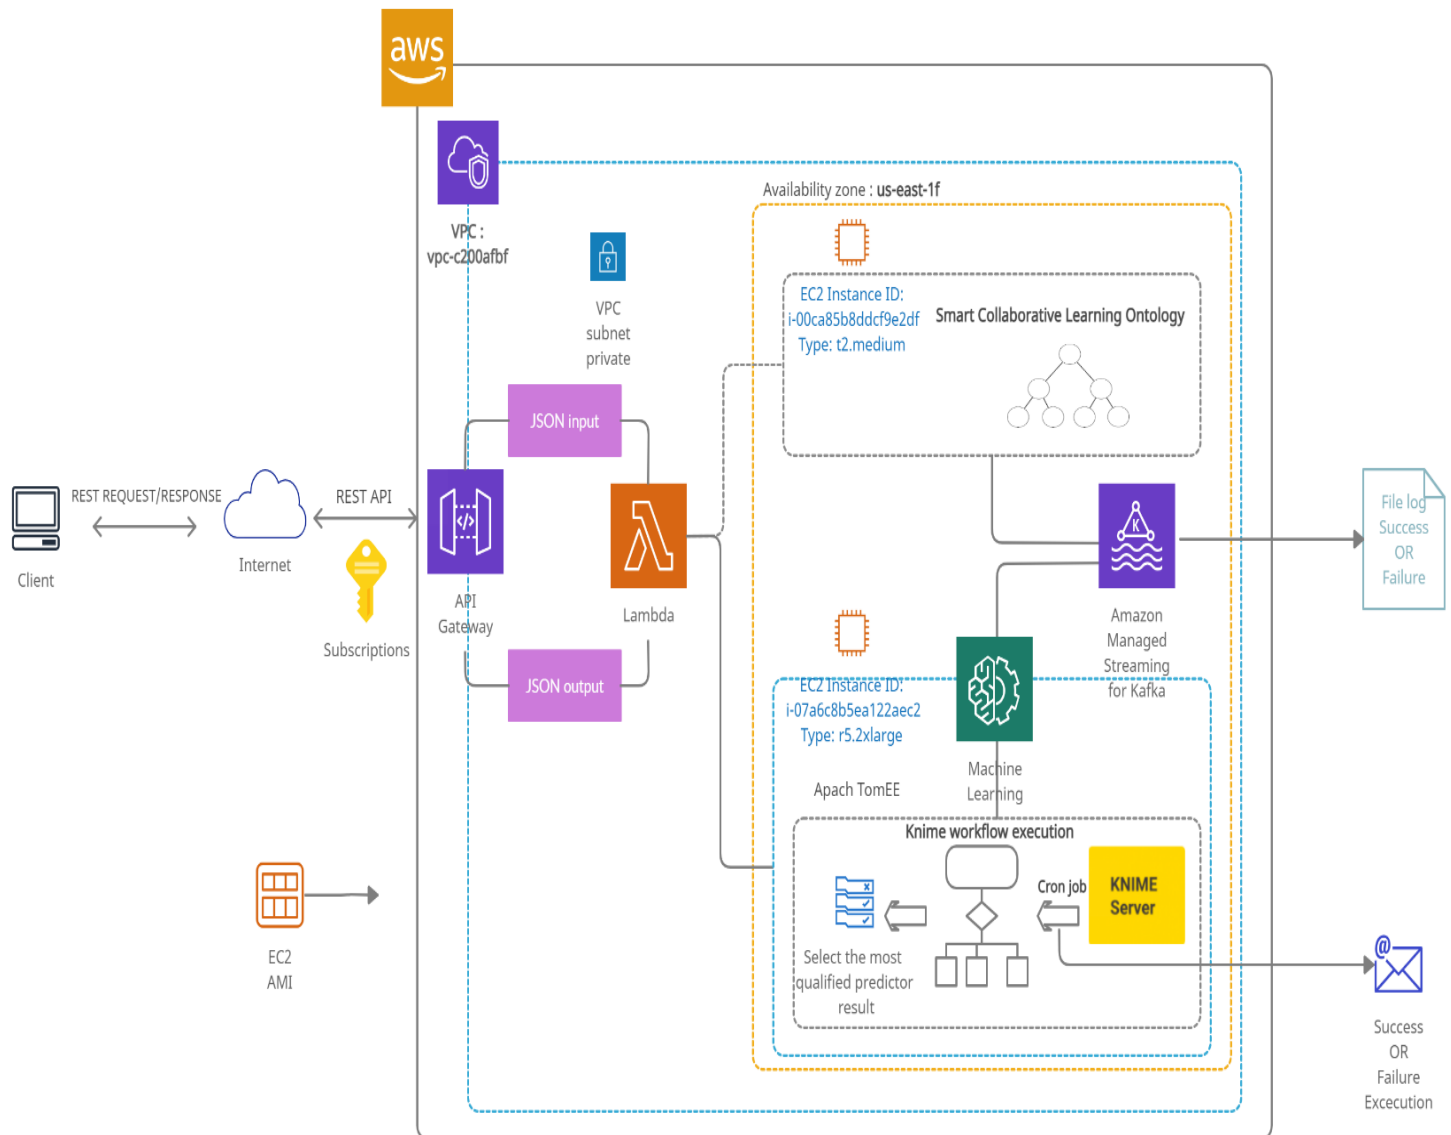 aws
VPC :
vpc-c200afbf
VPC
subnet
private
Availability zone : us-east-1f
EC2 Instance ID:
i-00ca85b8ddcf9e2df
Type: t2.medium
Smart Collaborative Learning Ontology
JSON input
REST REQUEST/RESPONSE
REST API
Client
Internet
Subscriptions
</>
API
Gateway
Lambda
JSON output
K
Amazon
Managed
Streaming
for Kafka
File log
Success
OR
Failure
EC2 Instance ID:
i-07a6c8b5ea122aec2
Type: r5.2xlarge
Machine
Learning
Apach TomEE
Knime workflow execution
Cron job
KNIME
Server
Select the most
qualified predictor
result
EC2
AMI
@
Success
OR
Failure
Excecution